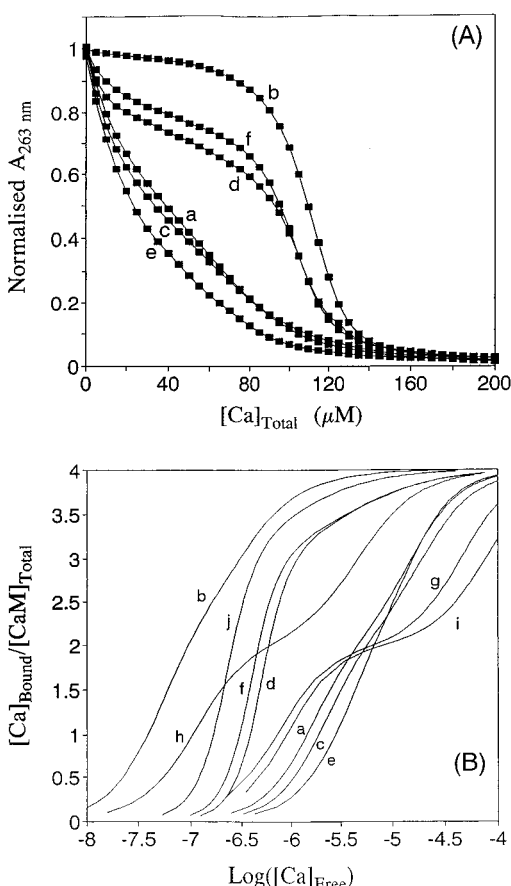 (A)
Normalised A263 nm
1
0.8
0.6
0.4
0.2
0
b
f
d
a
c
e
0
40
80
120
160
200
[Ca]Total (μM)
(B)
[Ca]Bound/[CaM]Total
4
3.5
3
2.5
2
1.5
1
0.5
0
b
j
h
f
d
a
c
e
g
i
-8
-7.5
-7
-6.5
-6
-5.5
-5
-4.5
-4
Log([Ca]Free)